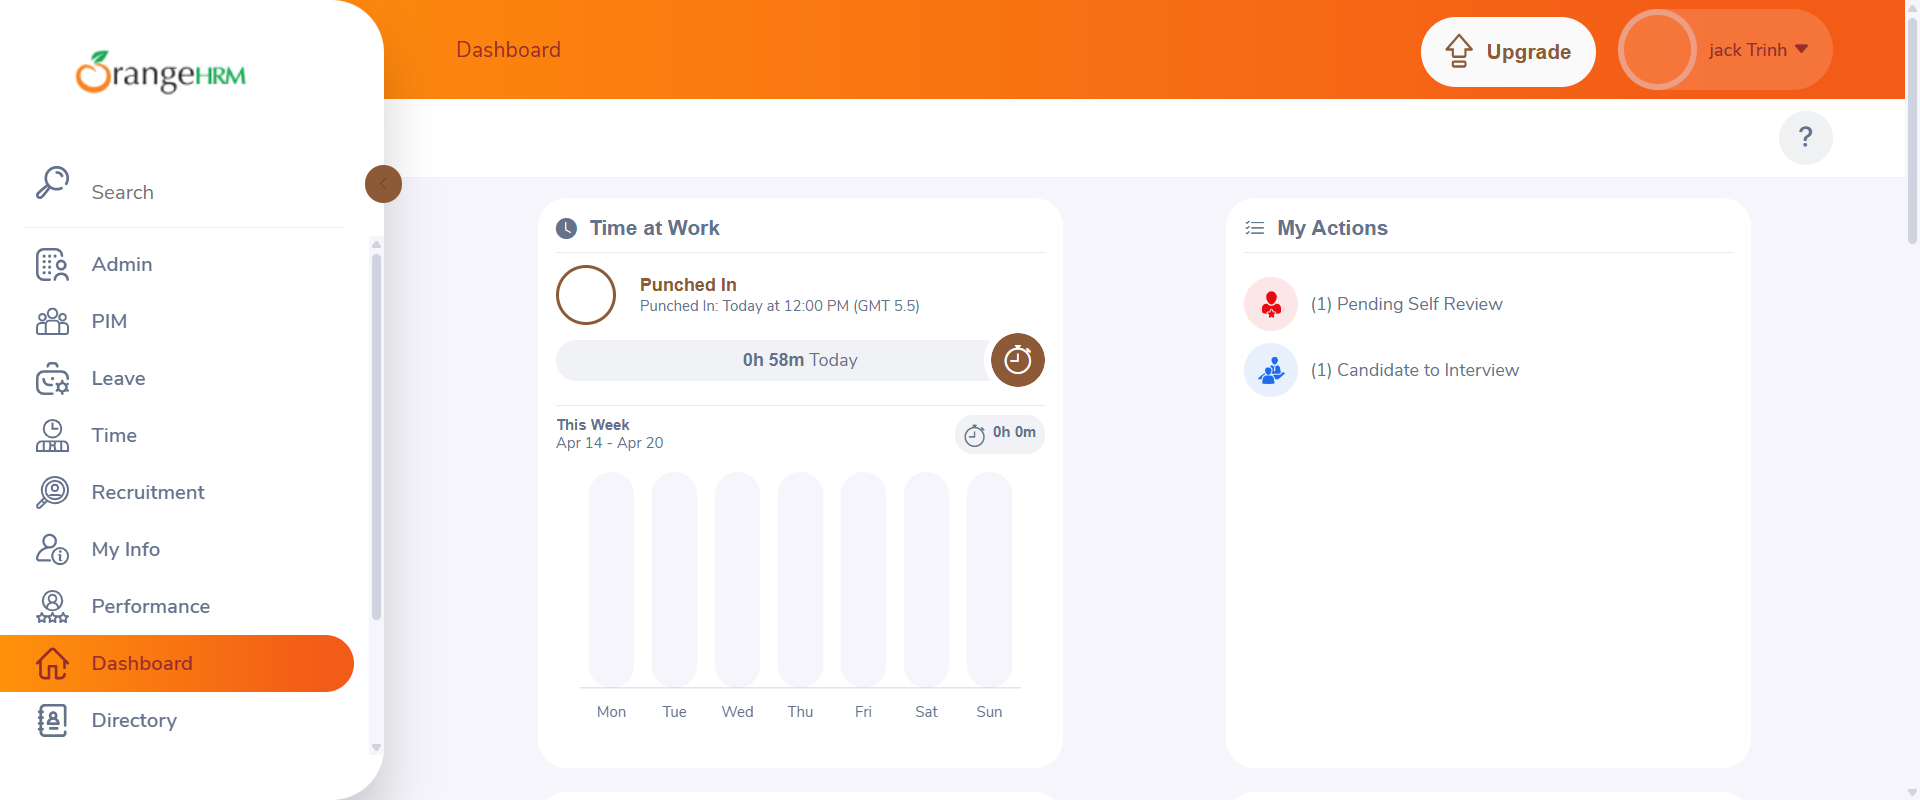 OrangeHRM
Search
Admin
PIM
Leave
Time
Recruitment
My Info
Performance
Dashboard
Directory
Dashboard
Upgrade
jack Trinh
?
Time at Work
Punched In
Punched In: Today at 12:00 PM (GMT 5.5)
0h 58m Today
This Week
Apr 14 - Apr 20
0h 0m
Mon Tue Wed Thu Fri Sat Sun
My Actions
(1) Pending Self Review
(1) Candidate to Interview